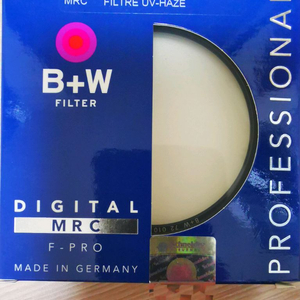 MRC FILTRE UV-HAZE
B+W
FILTER
PROFESSIONAL
DIGITAL
MRC
F-PRO
MADE IN GERMANY